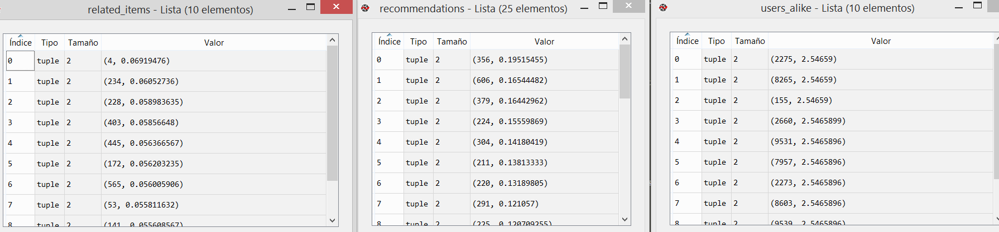 related_items - Lista (10 elementos)
Índice Tipo Tamaño Valor
0 tuple 2 (4, 0.06919476)
1 tuple 2 (234, 0.06052736)
2 tuple 2 (228, 0.058983635)
3 tuple 2 (403, 0.05856648)
4 tuple 2 (445, 0.056366567)
5 tuple 2 (172, 0.056203235)
6 tuple 2 (565, 0.056005906)
7 tuple 2 (53, 0.055811632)
8 tuple 2 (141, 0.055608567)
recommendations - Lista (25 elementos)
Índice Tipo Tamaño Valor
0 tuple 2 (356, 0.19515455)
1 tuple 2 (606, 0.16544482)
2 tuple 2 (379, 0.16442962)
3 tuple 2 (224, 0.15559869)
4 tuple 2 (304, 0.14180419)
5 tuple 2 (211, 0.13813333)
6 tuple 2 (220, 0.13189805)
7 tuple 2 (291, 0.121057)
8 tuple 2 (225, 0.120709255)
users_alike - Lista (10 elementos)
Índice Tipo Tamaño Valor
0 tuple 2 (2275, 2.54659)
1 tuple 2 (8265, 2.54659)
2 tuple 2 (155, 2.54659)
3 tuple 2 (2660, 2.5465899)
4 tuple 2 (9531, 2.5465896)
5 tuple 2 (7957, 2.5465896)
6 tuple 2 (2273, 2.5465896)
7 tuple 2 (8603, 2.5465896)
8 tuple 2 (9539, 2.5465896)